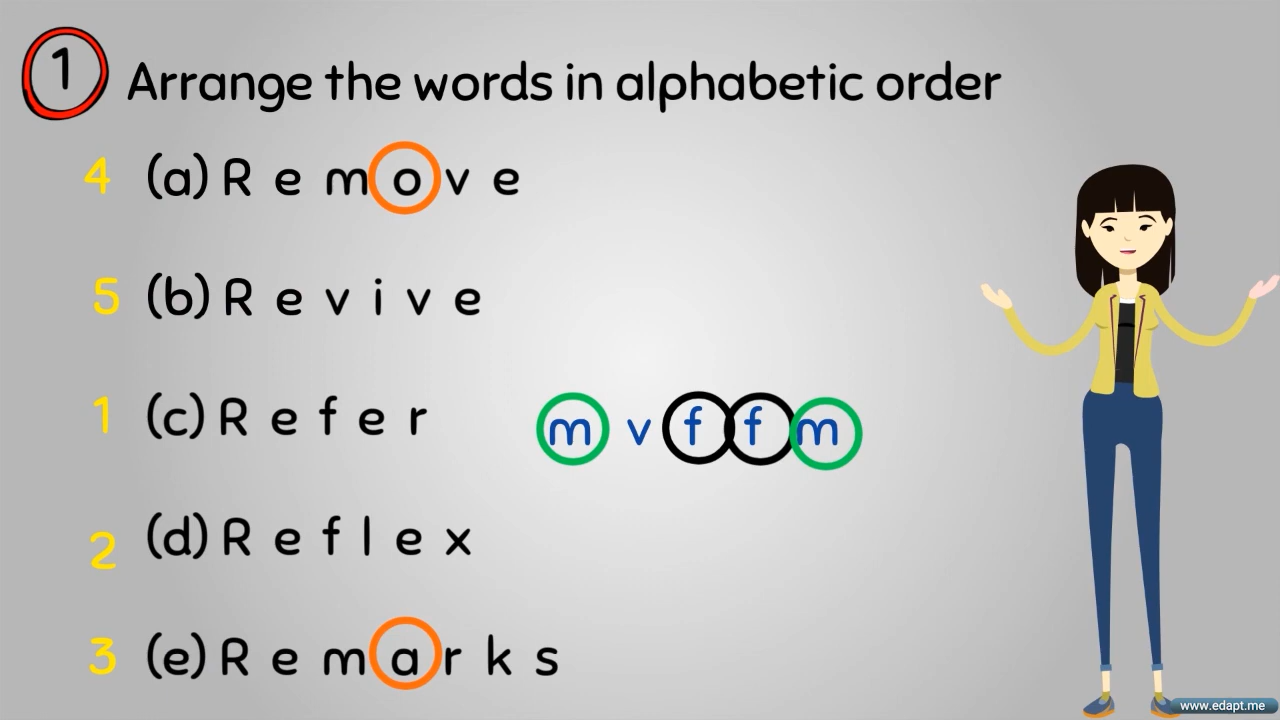 1 Arrange the words in alphabetic order
4 (a) R e m o v e
5 (b) R e v i v e
1 (c) R e f e r m v f f m
2 (d) R e f l e x
3 (e) R e m a r k s
www.edapt.me